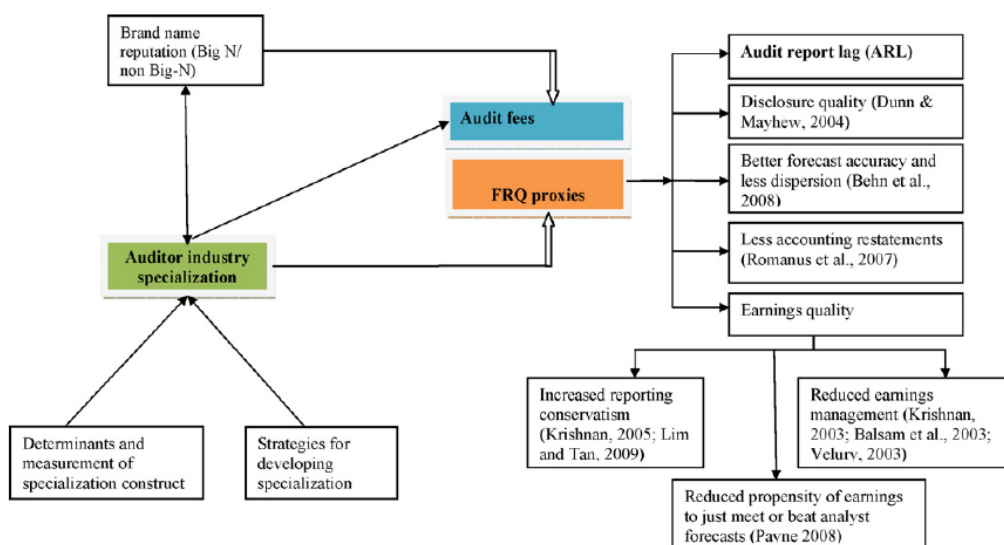 Brand name
reputation (Big N/
non Big-N)
Audit fees
FRQ proxies
Auditor industry
specialization
Determinants and
measurement of
specialization construct
Strategies for
developing
specialization
Audit report lag (ARL)
Disclosure quality (Dunn &
Mayhew, 2004)
Better forecast accuracy and
less dispersion (Behn et al.,
2008)
Less accounting restatements
(Romanus et al., 2007)
Earnings quality
Increased reporting
conservatism
(Krishnan, 2005; Lim
and Tan, 2009)
Reduced earnings
management (Krishnan,
2003; Balsam et al., 2003;
Velury, 2003)
Reduced propensity of earnings
to just meet or beat analyst
forecasts (Payne 2008)